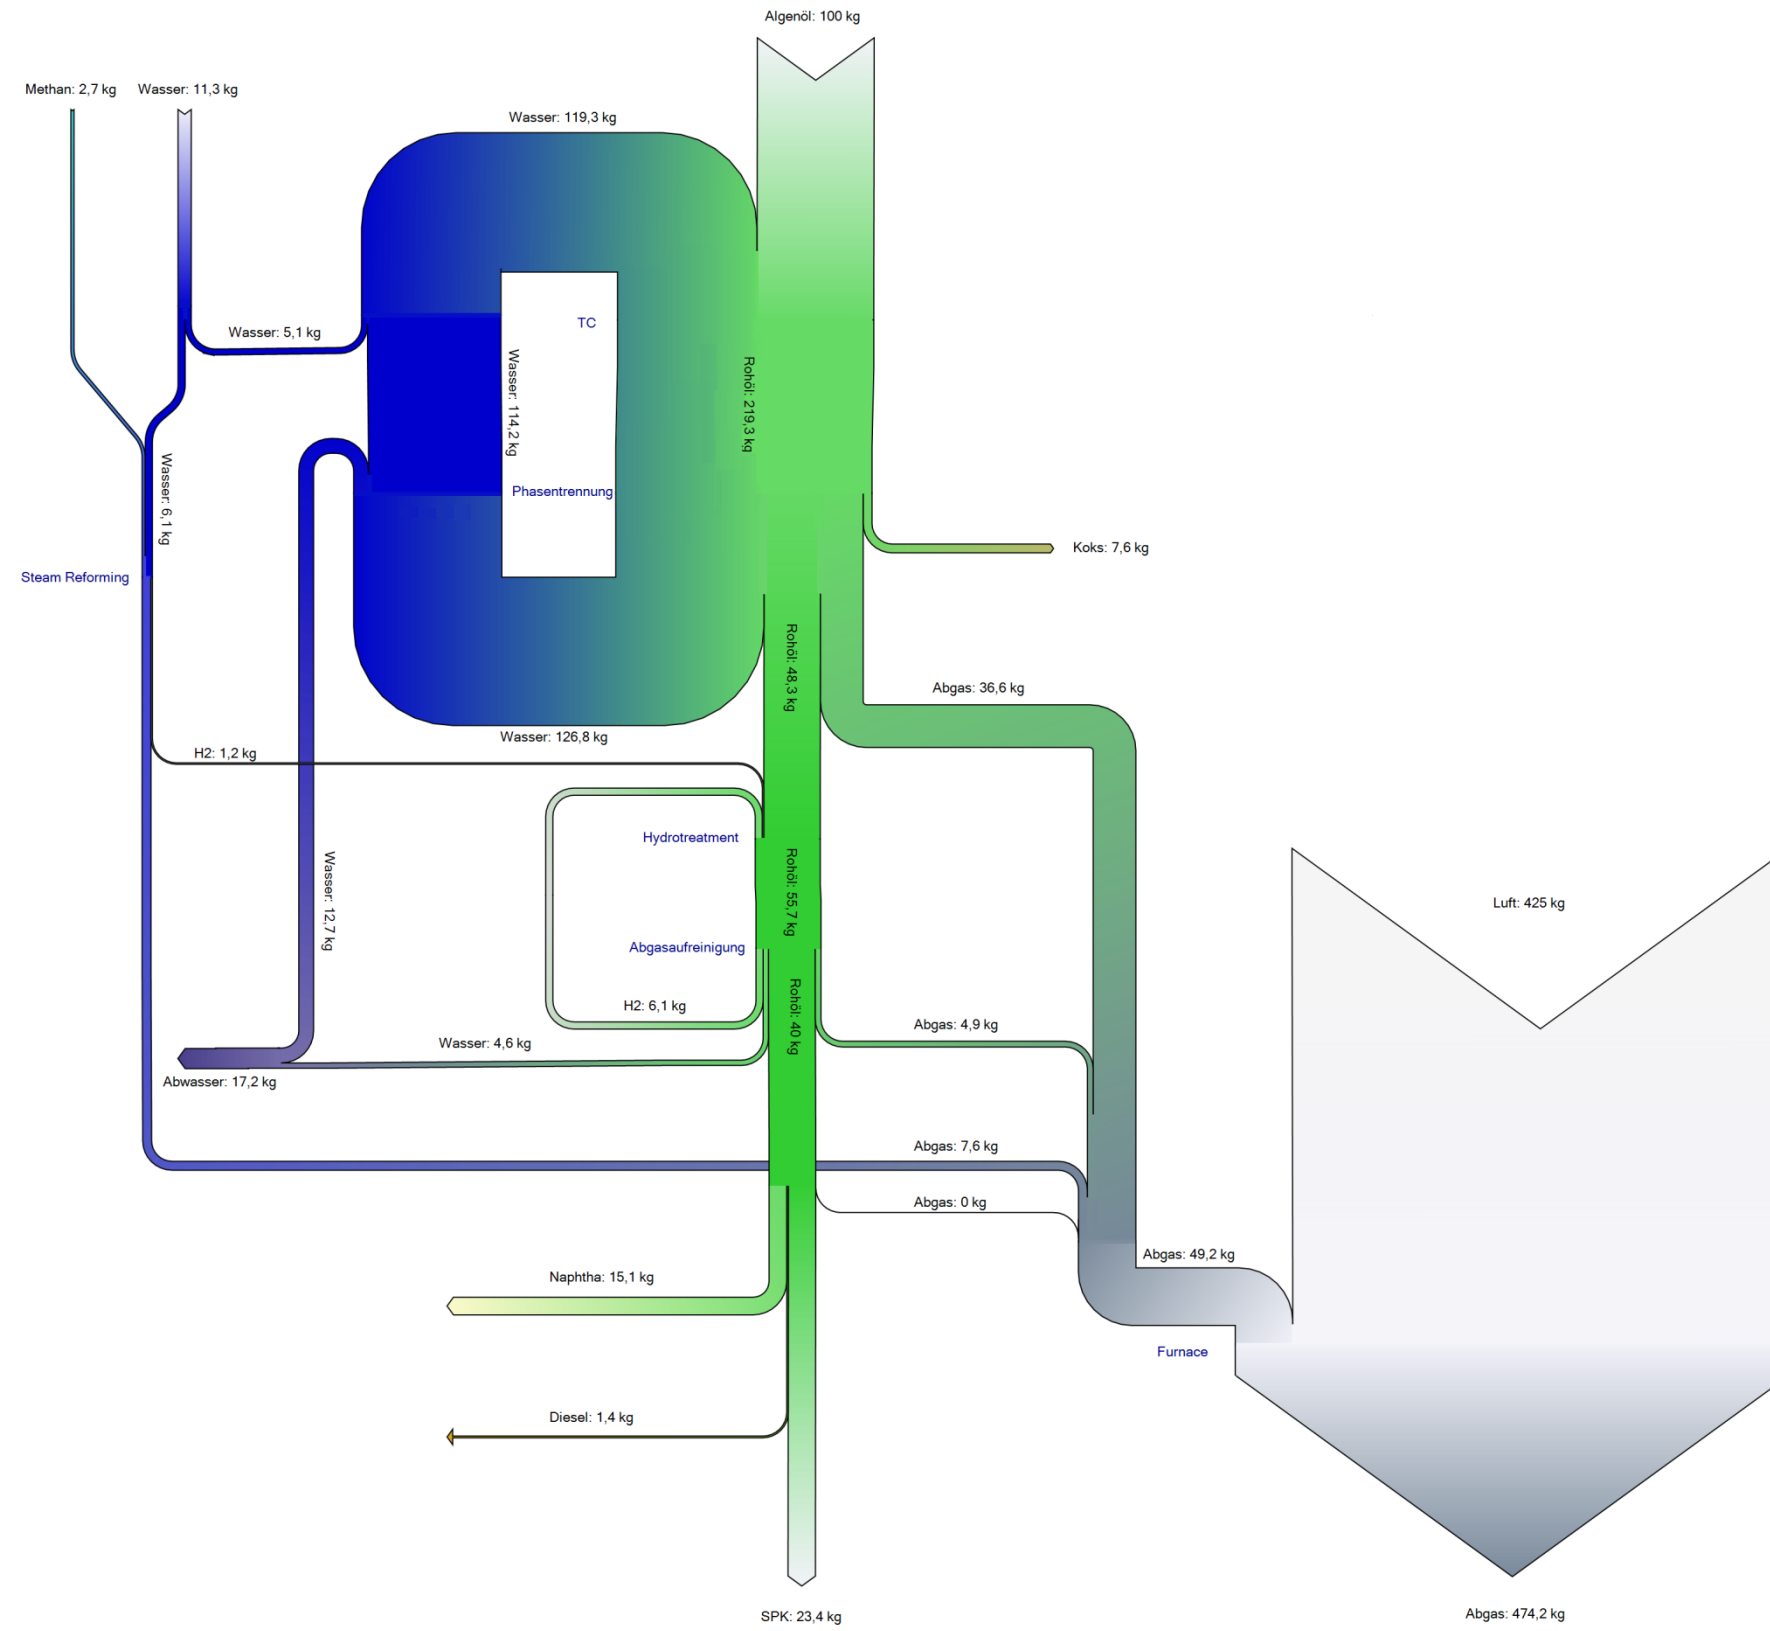 Algenöl: 100 kg
Methan: 2,7 kg
Wasser: 11,3 kg
Wasser: 119,3 kg
TC
Wasser: 5,1 kg
Wasser: 114,2 kg
Rohöl: 219,3 kg
Wasser: 6,1 kg
Phasentrennung
Koks: 7,6 kg
Steam Reforming
Rohöl: 48,3 kg
Abgas: 36,6 kg
Wasser: 126,8 kg
H2: 1,2 kg
Hydrotreatment
Rohöl: 55,7 kg
Wasser: 12,7 kg
Luft: 425 kg
Abgasaufreinigung
Rohöl: 40 kg
H2: 6,1 kg
Abgas: 4,9 kg
Wasser: 4,6 kg
Abwasser: 17,2 kg
Abgas: 7,6 kg
Abgas: 0 kg
Abgas: 49,2 kg
Naphtha: 15,1 kg
Furnace
Diesel: 1,4 kg
SPK: 23,4 kg
Abgas: 474,2 kg